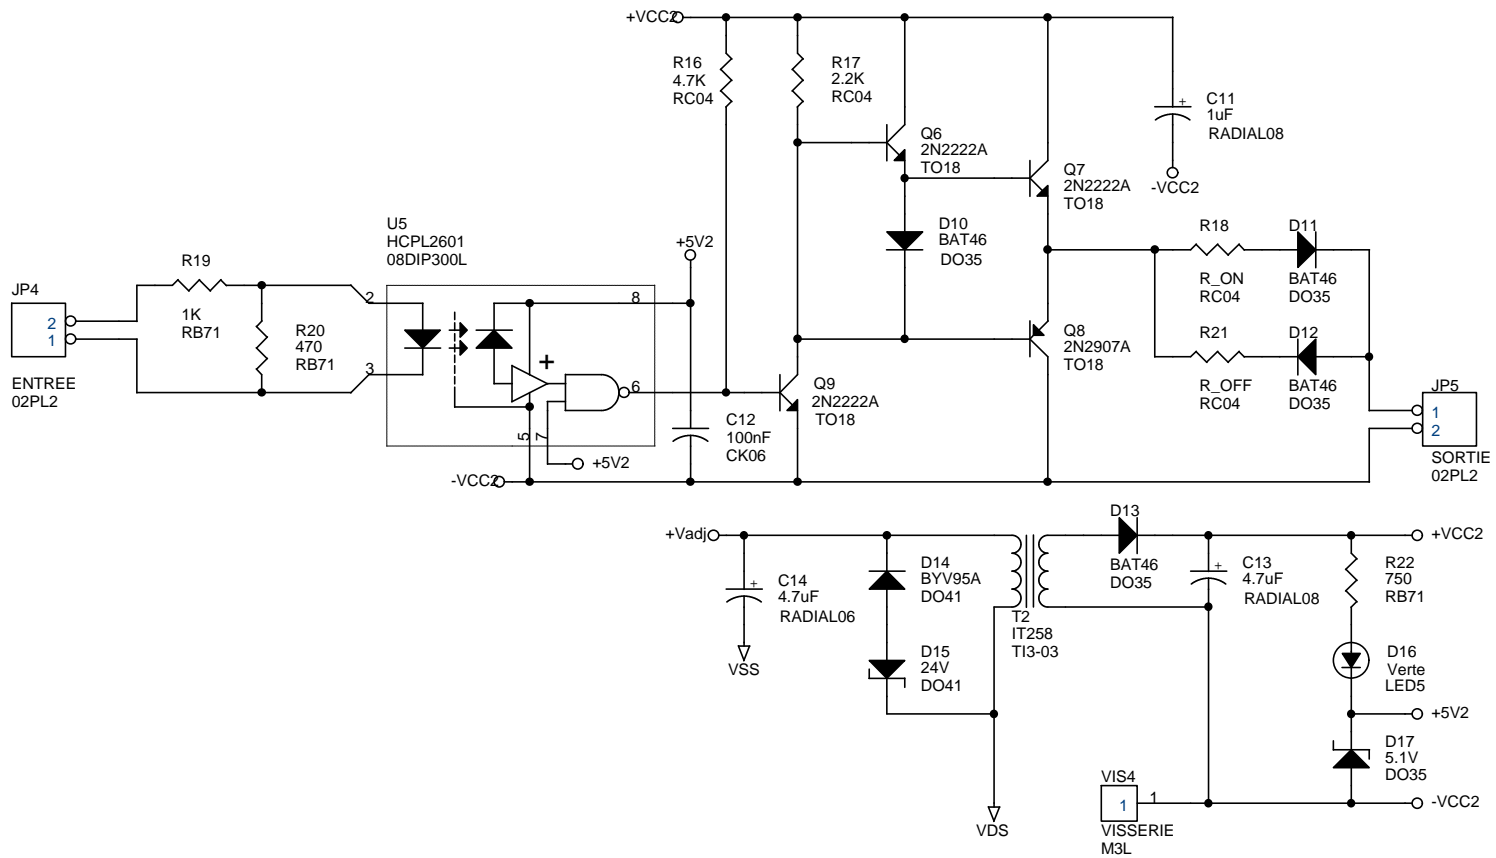 +VCC2
R16
4.7K
RC04
R17
2.2K
RC04
C11
1uF
RADIAL08
+
-VCC2
Q6
2N2222A
TO18
Q7
2N2222A
TO18
U5
HCPL2601
08DIP300L
+5V2
D10
BAT46
DO35
R18
R_ON
RC04
D11
BAT46
DO35
JP4
2
1
ENTREE
02PL2
R19
1K
RB71
R20
470
RB71
2
3
8
+
6
5
7
+5V2
-VCC2
C12
100nF
CK06
Q9
2N2222A
TO18
Q8
2N2907A
TO18
R21
R_OFF
RC04
D12
BAT46
DO35
JP5
1
2
SORTIE
02PL2
+Vadj
C14
4.7uF
RADIAL06
+
VSS
D14
BYV95A
DO41
D15
24V
DO41
T2
IT258
TI3-03
VDS
D13
BAT46
DO35
C13
4.7uF
RADIAL08
+
R22
750
RB71
+VCC2
D16
Verte
LED5
+5V2
D17
5.1V
DO35
-VCC2
VIS4
1
1
VISSERIE
M3L